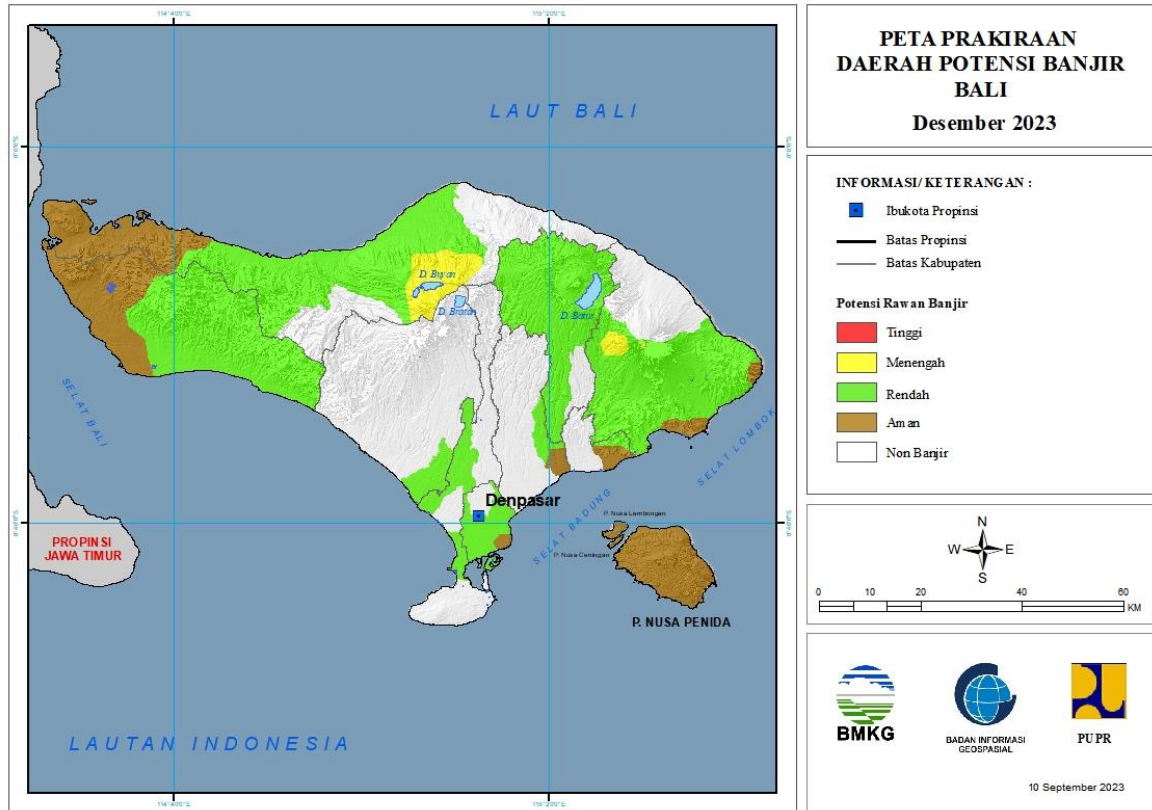 PETA PRAKIRAAN
DAERAH POTENSI BANJIR
BALI
Desember 2023
INFORMASI/ KETERANGAN :
Ibukota Propinsi
Batas Propinsi
Batas Kabupaten
Potensi Rawan Banjir
Tinggi
Menengah
Rendah
Aman
Non Banjir
N
W E
S
0 10 20 40 60
KM
BMKG
BADAN INFORMASI
GEOSPASIAL
PUPR
10 September 2023
LAUT BALI
D. Buyan
D. Bratan
D. Batur
SELAT BALI
SELAT LOMBOK
Denpasar
SELAT BADUNG
P. Nusa Lembongan
P. Nusa Ceningan
PROPINSI
JAWA TIMUR
P. NUSA PENIDA
LAUTAN INDONESIA